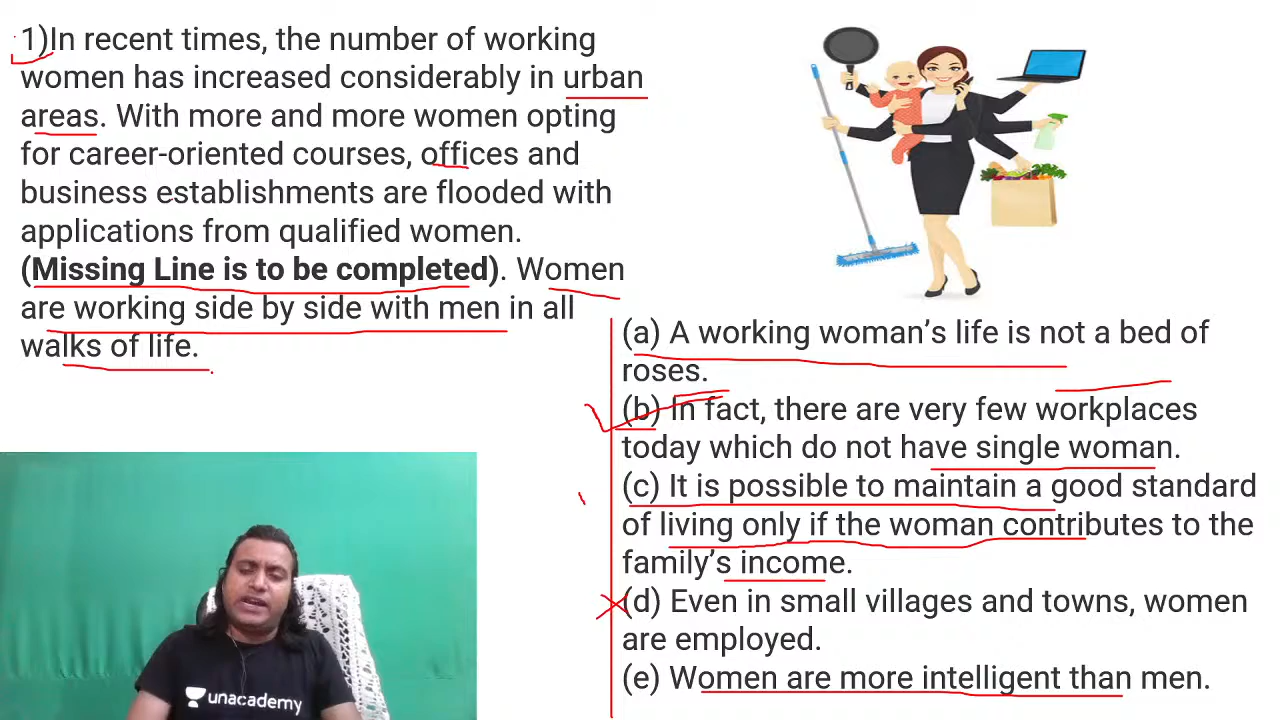 1)In recent times, the number of working
women has increased considerably in urban
areas. With more and more women opting
for career-oriented courses, offices and
business establishments are flooded with
applications from qualified women.
(Missing Line is to be completed). Women
are working side by side with men in all
walks of life.
(a) A working woman's life is not a bed of
roses.
(b) In fact, there are very few workplaces
today which do not have single woman.
(c) It is possible to maintain a good standard
of living only if the woman contributes to the
family's income.
(d) Even in small villages and towns, women
are employed.
(e) Women are more intelligent than men.
unacademy